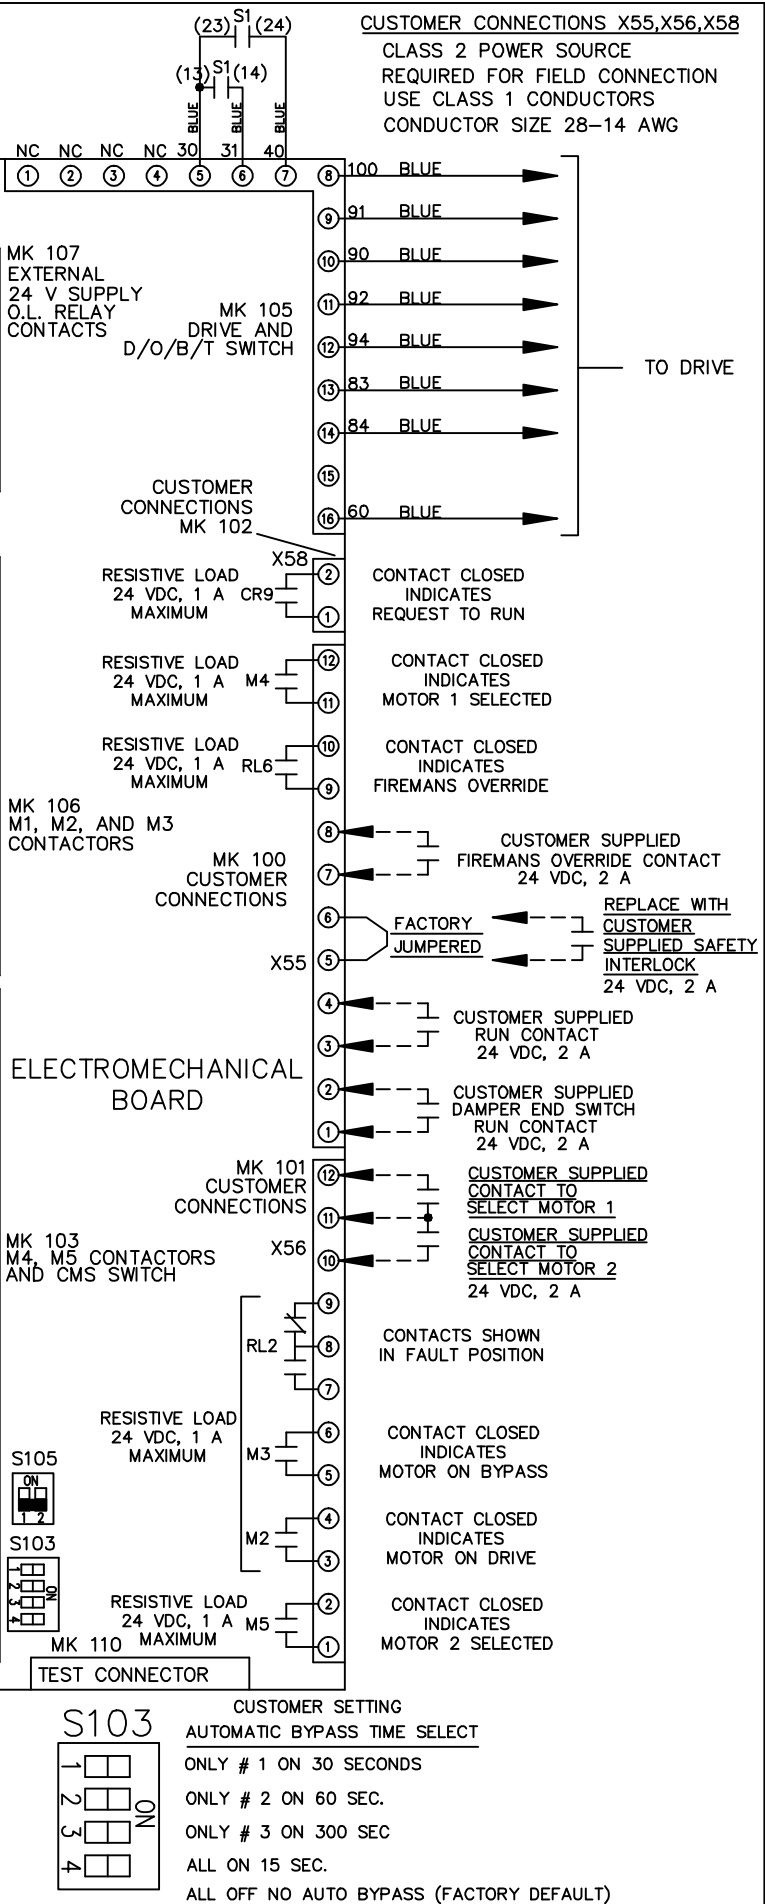 S1
(23) (24)
CUSTOMER CONNECTIONS X55,X56,X58
CLASS 2 POWER SOURCE
REQUIRED FOR FIELD CONNECTION
USE CLASS 1 CONDUCTORS
CONDUCTOR SIZE 28-14 AWG
S1
(13) (14)
BLUE BLUE BLUE
NC NC NC NC 30 31 40
1 2 3 4 5 6 7 8 100 BLUE
9 91 BLUE
10 90 BLUE
11 92 BLUE
12 94 BLUE
13 83 BLUE
14 84 BLUE
15
16 60 BLUE
TO DRIVE
MK 107
EXTERNAL
24 V SUPPLY
O.L. RELAY
CONTACTS
MK 105
DRIVE AND
D/O/B/T SWITCH
CUSTOMER
CONNECTIONS
MK 102
X58
RESISTIVE LOAD
24 VDC, 1 A
MAXIMUM
CR9
2
1
CONTACT CLOSED
INDICATES
REQUEST TO RUN
RESISTIVE LOAD
24 VDC, 1 A
MAXIMUM
M4
12
11
CONTACT CLOSED
INDICATES
MOTOR 1 SELECTED
RESISTIVE LOAD
24 VDC, 1 A
MAXIMUM
RL6
10
9
CONTACT CLOSED
INDICATES
FIREMANS OVERRIDE
MK 106
M1, M2, AND M3
CONTACTORS
MK 100
CUSTOMER
CONNECTIONS
X55
8
7
CUSTOMER SUPPLIED
FIREMANS OVERRIDE CONTACT
24 VDC, 2 A
6
5
FACTORY
JUMPERED
REPLACE WITH
CUSTOMER
SUPPLIED SAFETY
INTERLOCK
24 VDC, 2 A
4
3
CUSTOMER SUPPLIED
RUN CONTACT
24 VDC, 2 A
ELECTROMECHANICAL
BOARD
2
1
CUSTOMER SUPPLIED
DAMPER END SWITCH
RUN CONTACT
24 VDC, 2 A
MK 101
CUSTOMER
CONNECTIONS
X56
12
11
10
CUSTOMER SUPPLIED
CONTACT TO
SELECT MOTOR 1
CUSTOMER SUPPLIED
CONTACT TO
SELECT MOTOR 2
24 VDC, 2 A
MK 103
M4, M5 CONTACTORS
AND CMS SWITCH
RL2
9
8
7
CONTACTS SHOWN
IN FAULT POSITION
RESISTIVE LOAD
24 VDC, 1 A
MAXIMUM
M3
6
5
CONTACT CLOSED
INDICATES
MOTOR ON BYPASS
M2
4
3
CONTACT CLOSED
INDICATES
MOTOR ON DRIVE
S105
ON
1 2
S103
1
2
3
4
ON
RESISTIVE LOAD
24 VDC, 1 A
MAXIMUM
M5
2
1
CONTACT CLOSED
INDICATES
MOTOR 2 SELECTED
MK 110
TEST CONNECTOR
S103
1
2
3
4
ON
CUSTOMER SETTING
AUTOMATIC BYPASS TIME SELECT
ONLY # 1 ON 30 SECONDS
ONLY # 2 ON 60 SEC.
ONLY # 3 ON 300 SEC
ALL ON 15 SEC.
ALL OFF NO AUTO BYPASS (FACTORY DEFAULT)